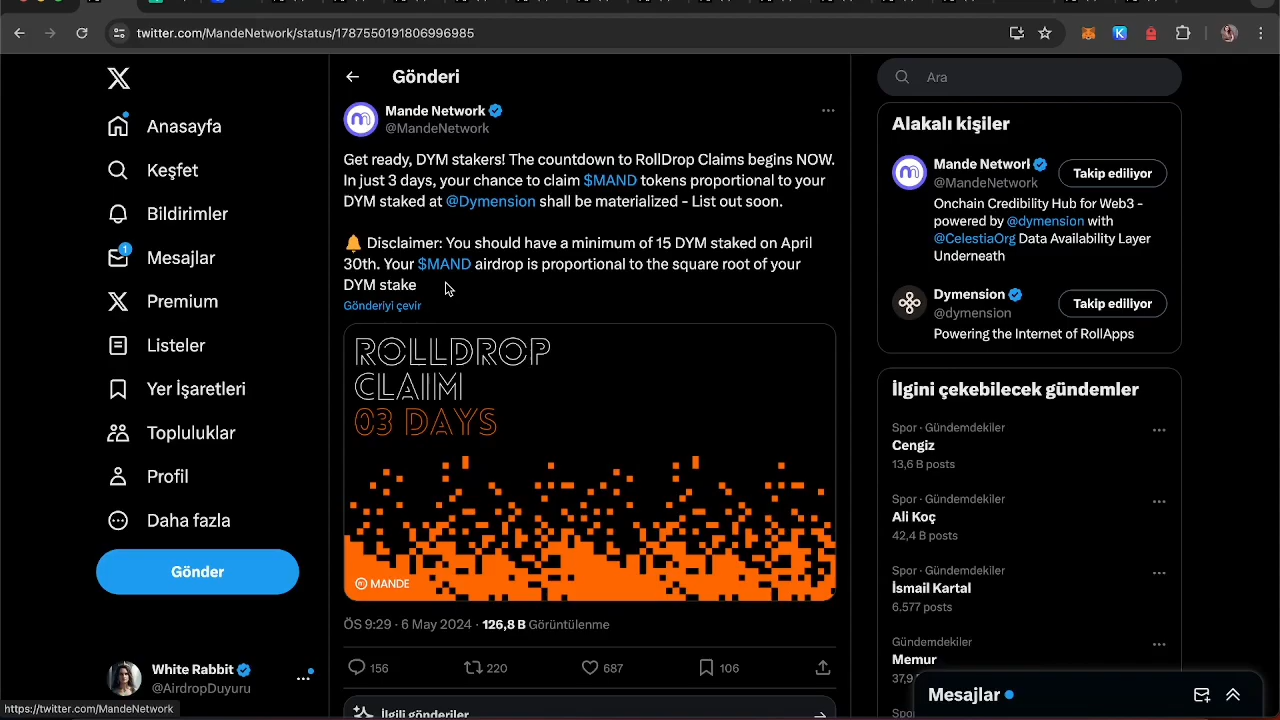 twitter.com/MandeNetwork/status/1787550191806996985
Anasayfa
Keşfet
Bildirimler
1
Mesajlar
Premium
Listeler
Yer İşaretleri
Topluluklar
Profil
Daha fazla
Gönder
White Rabbit
@AirdropDuyuru
https://twitter.com/MandeNetwork
Gönderi
Mande Network
@MandeNetwork
Get ready, DYM stakers! The countdown to RollDrop Claims begins NOW.
In just 3 days, your chance to claim $MAND tokens proportional to your
DYM staked at @Dymension shall be materialized - List out soon.
🔔 Disclaimer: You should have a minimum of 15 DYM staked on April
30th. Your $MAND airdrop is proportional to the square root of your
DYM stake
Gönderiyi çevir
ROLLDROP
CLAIM
03 DAYS
MANDE
ÖS 9:29 · 6 May 2024 · 126,8 B Görüntülenme
156 220 687 106
İlgili gönderiler
Ara
Alakalı kişiler
Mande Network
@MandeNetwork
Takip ediliyor
Onchain Credibility Hub for Web3 -
powered by @dymension with
@CelestiaOrg Data Availability Layer
Underneath
Dymension
@dymension
Takip ediliyor
Powering the Internet of RollApps
İlgini çekebilecek gündemler
Spor · Gündemdekiler
Cengiz
13,6 B posts
Spor · Gündemdekiler
Ali Koç
42,4 B posts
Spor · Gündemdekiler
İsmail Kartal
6.577 posts
Gündemdekiler
Memur
Mesajlar